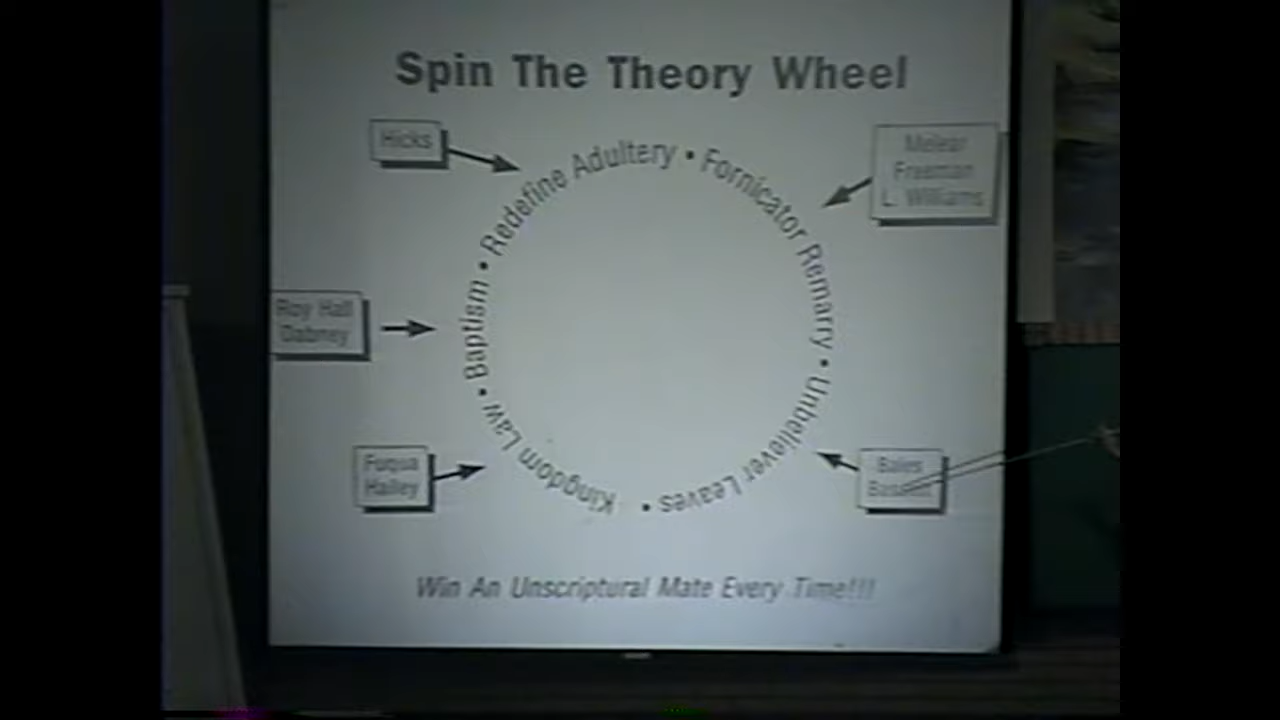 Spin The Theory Wheel
Hicks
Melear
Freeman
L. Williams
Redefine Adultery • Fornicator Remarry • Unbeliever Leaves • Kingdom Law • Baptism •
Roy Hall
Dabney
Fuqua
Hailey
Bales
Win An Unscriptural Mate Every Time!!!